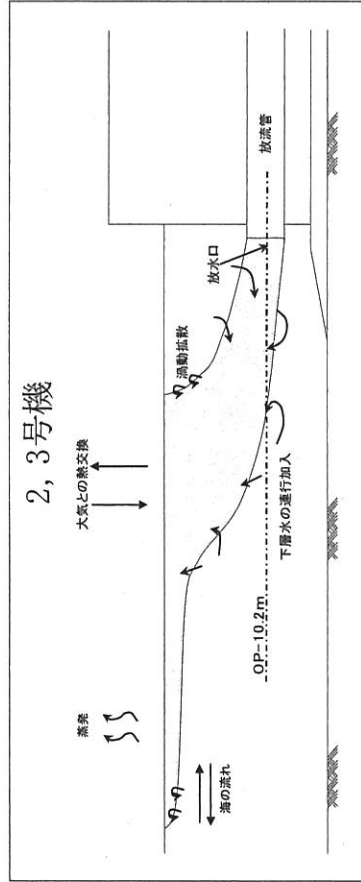 2,3号機
大気との熱交換
蒸発
渦動拡散
放水口
放流管
海の流れ
OP-10.2m
下層水の連行加入